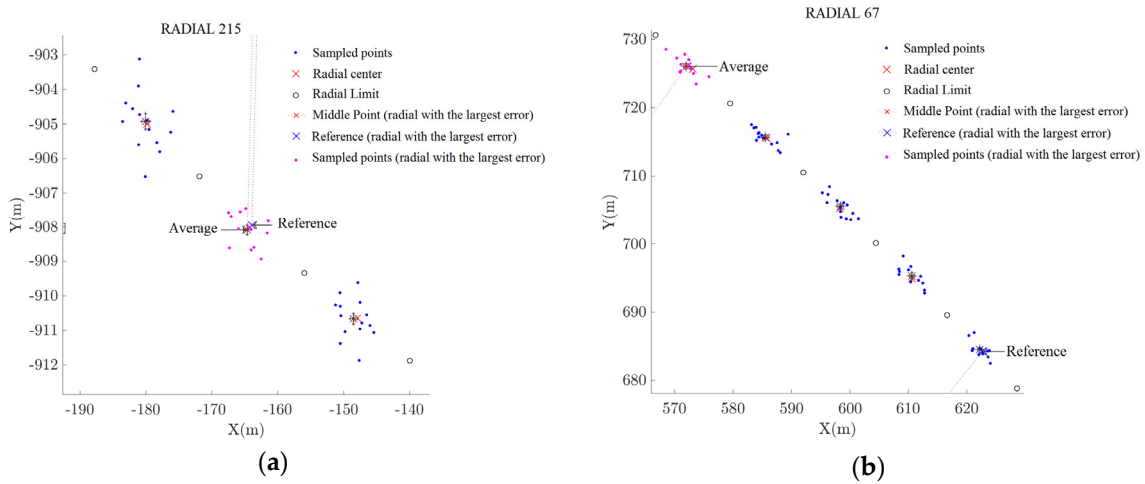 RADIAL 215
-903
-904
-905
-906
-907
-908
-909
-910
-911
-912
Y(m)
-190
-180
-170
-160
-150
-140
X(m)
Sampled points
Radial center
Radial Limit
Middle Point (radial with the largest error)
Reference (radial with the largest error)
Sampled points (radial with the largest error)
Average
Reference
(a)
RADIAL 67
730
720
710
700
690
680
Y(m)
570
580
590
600
610
620
X(m)
Sampled points
Radial center
Radial Limit
Middle Point (radial with the largest error)
Reference (radial with the largest error)
Sampled points (radial with the largest error)
Average
Reference
(b)